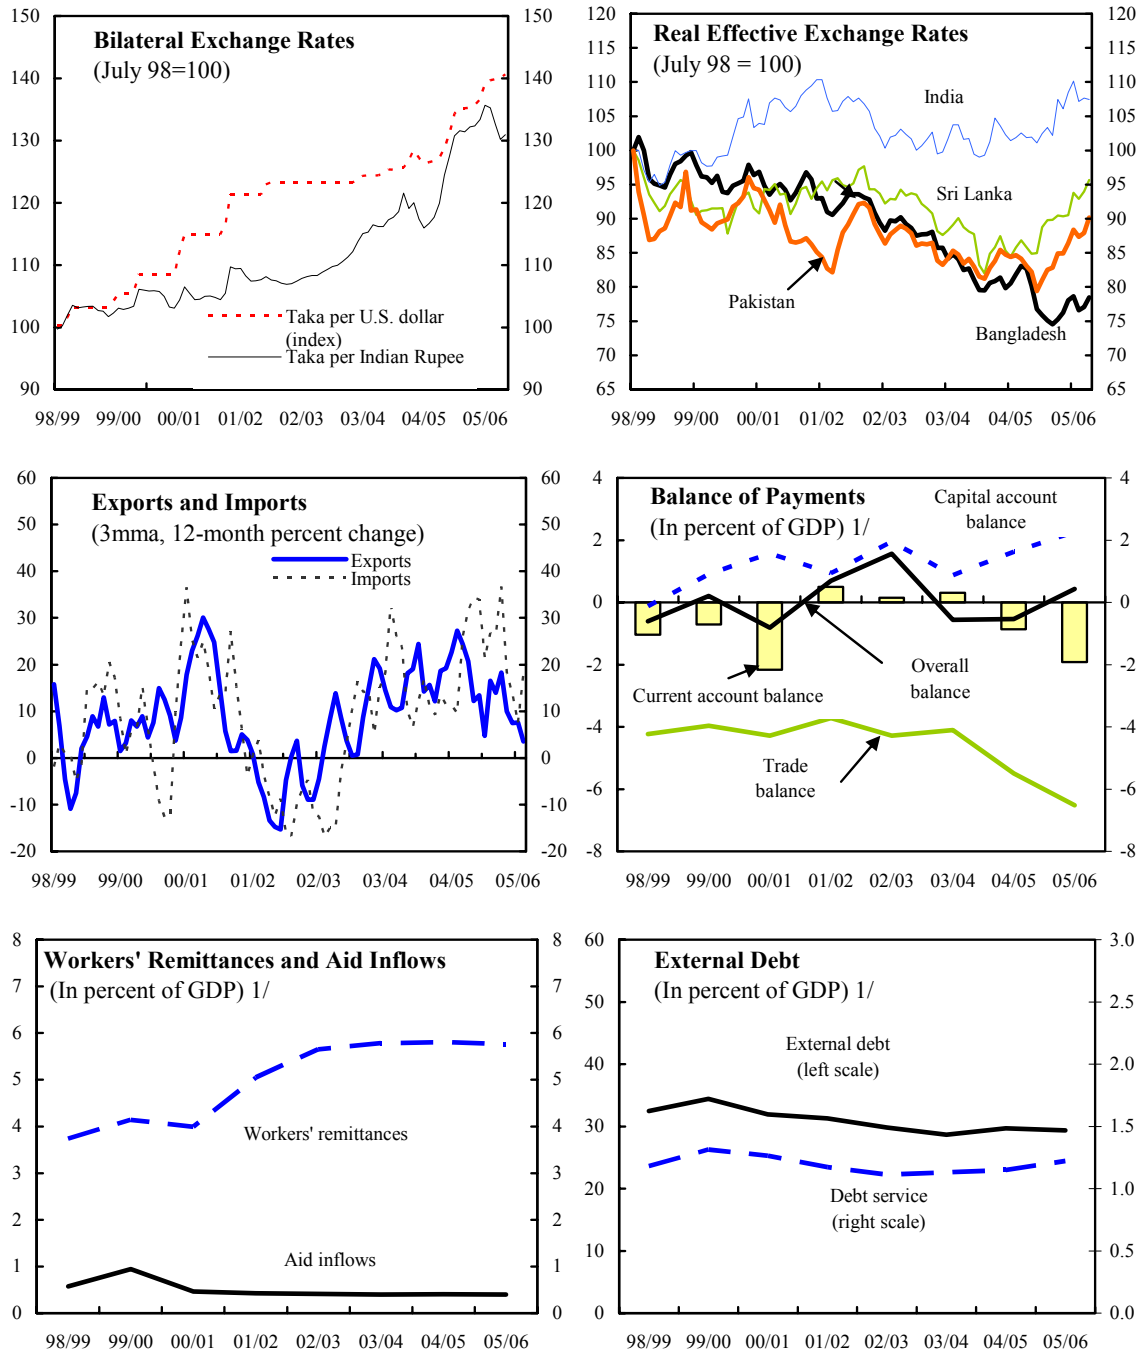 Bilateral Exchange Rates
(July 98=100)
150
140
130
120
110
100
90
150
140
130
120
110
100
90
Taka per U.S. dollar
(index)
Taka per Indian Rupee
98/99 99/00 00/01 01/02 02/03 03/04 04/05 05/06
Real Effective Exchange Rates
(July 98 = 100)
120
115
110
105
100
95
90
85
80
75
70
65
120
115
110
105
100
95
90
85
80
75
70
65
India
Sri Lanka
Pakistan
Bangladesh
98/99 99/00 00/01 01/02 02/03 03/04 04/05 05/06
Exports and Imports
(3mma, 12-month percent change)
60
50
40
30
20
10
0
-10
-20
60
50
40
30
20
10
0
-10
-20
Exports
Imports
98/99 99/00 00/01 01/02 02/03 03/04 04/05 05/06
Balance of Payments
(In percent of GDP) 1/
4
2
0
-2
-4
-6
-8
4
2
0
-2
-4
-6
-8
Capital account
balance
Current account balance
Overall
balance
Trade
balance
98/99 99/00 00/01 01/02 02/03 03/04 04/05 05/06
Workers' Remittances and Aid Inflows
(In percent of GDP) 1/
8
7
6
5
4
3
2
1
0
8
7
6
5
4
3
2
1
0
Workers' remittances
Aid inflows
98/99 99/00 00/01 01/02 02/03 03/04 04/05 05/06
External Debt
(In percent of GDP) 1/
60
50
40
30
20
10
0
3.0
2.5
2.0
1.5
1.0
0.5
0.0
External debt
(left scale)
Debt service
(right scale)
98/99 99/00 00/01 01/02 02/03 03/04 04/05 05/06